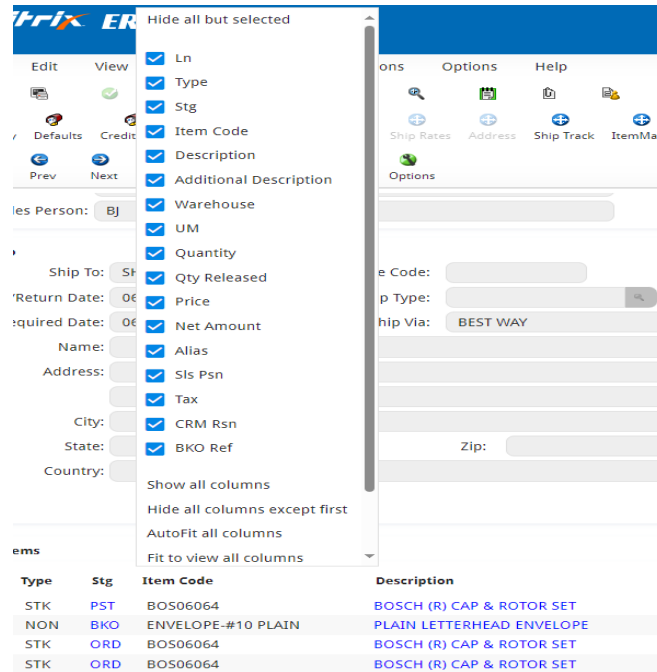 itrix ER
Hide all but selected
Edit View ons Options Help
Ln
Type
Stg
Item Code
Description
Additional Description
Warehouse
UM
Quantity
Qty Released
Price
Net Amount
Alias
Sls Psn
Tax
CRM Rsn
BKO Ref
Show all columns
Hide all columns except first
AutoFit all columns
Fit to view all columns
y Defaults Credit Ship Rates Address Ship Track ItemMa
Prev Next Options
les Person: BJ
Ship To: SH e Code:
/Return Date: 06 p Type:
equired Date: 06 hip Via: BEST WAY
Name:
Address:
City:
State: Zip:
Country:
ems
Type Stg Item Code Description
STK PST BOS06064 BOSCH (R) CAP & ROTOR SET
NON BKO ENVELOPE-#10 PLAIN PLAIN LETTERHEAD ENVELOPE
STK ORD BOS06064 BOSCH (R) CAP & ROTOR SET
STK ORD BOS06064 BOSCH (R) CAP & ROTOR SET